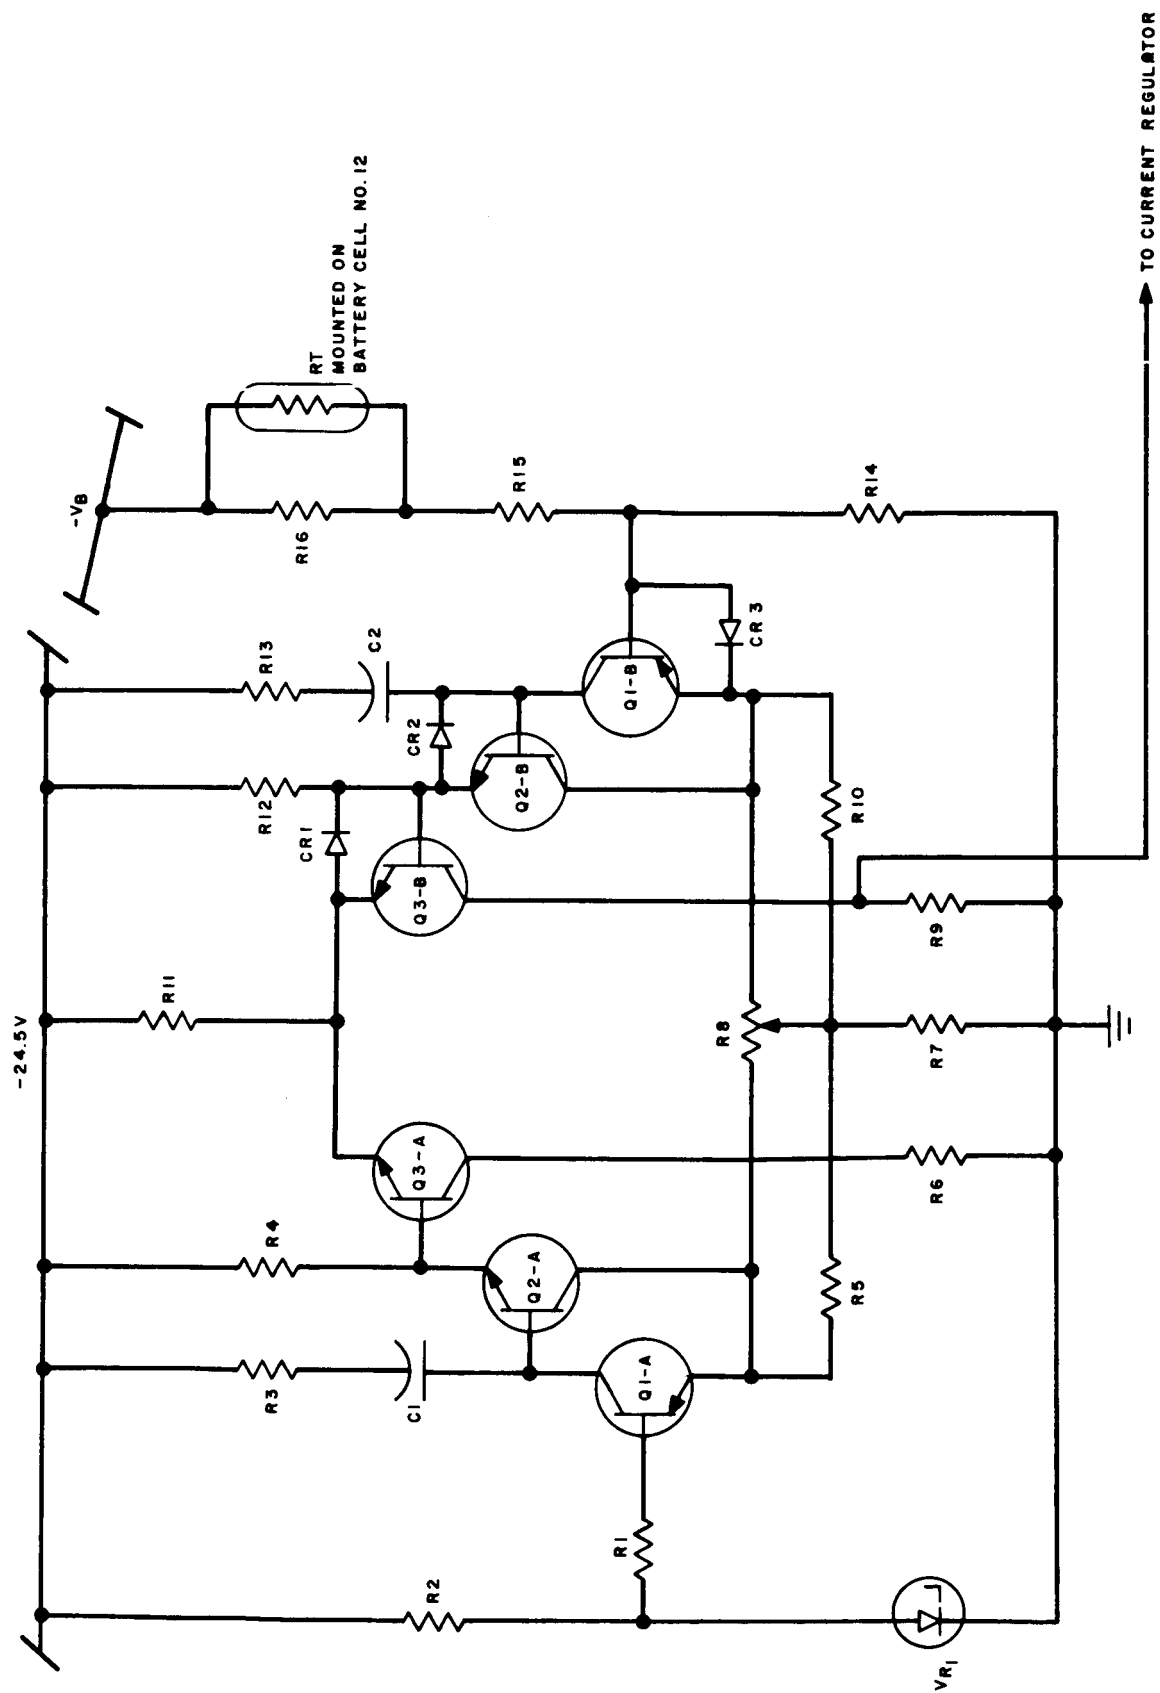 -24.5V
-VB
RT
MOUNTED ON
BATTERY CELL NO.12
R16
R15
R14
R13
C2
CR2
R12
CR1
R11
Q1-B
CR3
Q2-B
Q3-B
R10
R9
R8
R7
R6
R5
Q3-A
R4
Q2-A
R3
C1
Q1-A
R2
R1
VR1
TO CURRENT REGULATOR